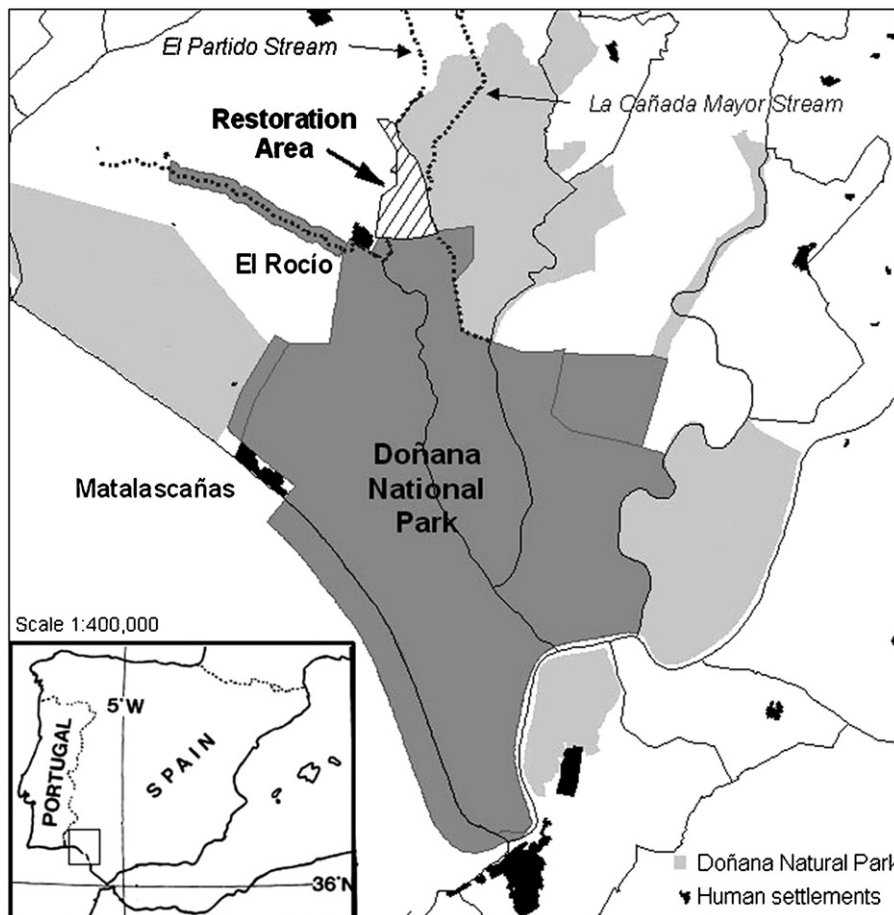 El Partido Stream
La Cañada Mayor Stream
Restoration
Area
El Rocío
Doñana
National
Park
Matalascañas
Scale 1:400,000
5°W
PORTUGAL
SPAIN
36°N
Doñana Natural Park
Human settlements